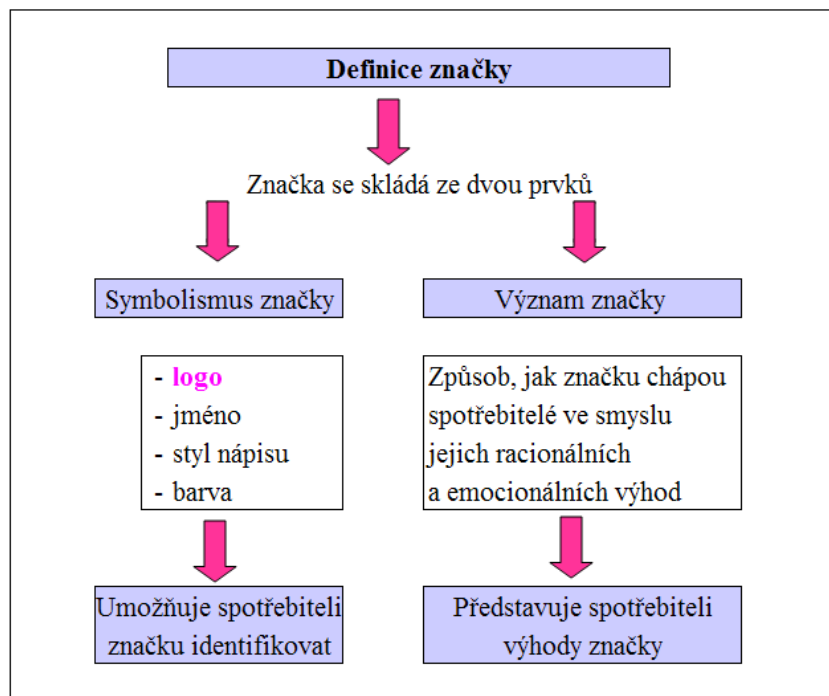 Definice značky
Značka se skládá ze dvou prvků
Symbolismus značky
- logo
- jméno
- styl nápisu
- barva
Umožňuje spotřebiteli
značku identifikovat
Význam značky
Způsob, jak značku chápou
spotřebitelé ve smyslu
jejich racionálních
a emocionálních výhod
Představuje spotřebiteli
výhody značky